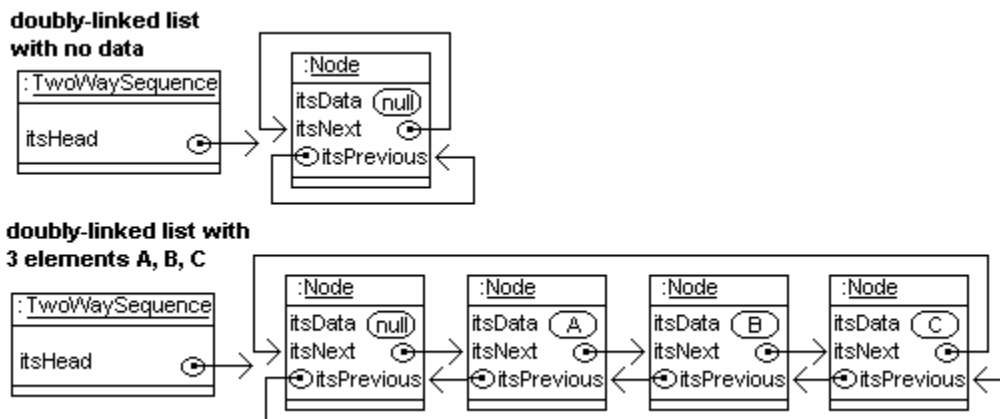 doubly-linked list
with no data
:TwoWaySequence
itsHead
:Node
itsData null
itsNext
itsPrevious
doubly-linked list with
3 elements A, B, C
:TwoWaySequence
itsHead
:Node
itsData null
itsNext
itsPrevious
:Node
itsData A
itsNext
itsPrevious
:Node
itsData B
itsNext
itsPrevious
:Node
itsData C
itsNext
itsPrevious